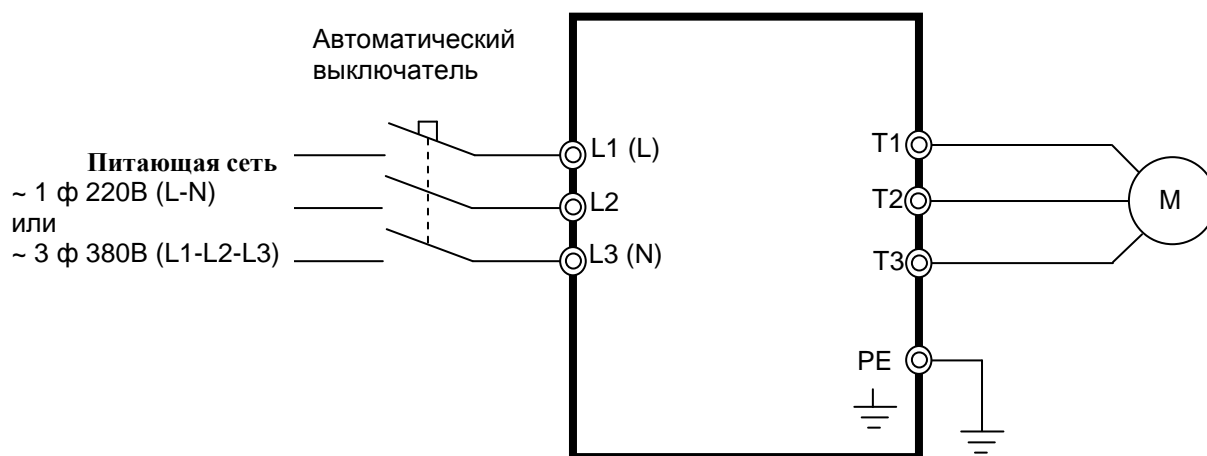 Автоматический
выключатель
Питающая сеть
~ 1 ф 220В (L-N)
или
~ 3 ф 380В (L1-L2-L3)
L1 (L)
L2
L3 (N)
T1
T2
T3
PE
M